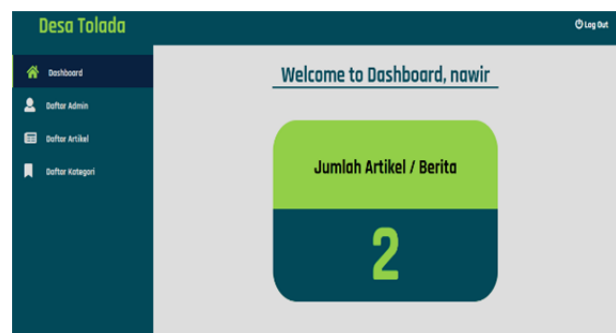 Desa Tolada
Log Out
Dashboard
Daftar Admin
Daftar Artikel
Daftar Kategori
Welcome to Dashboard, nawir
Jumlah Artikel / Berita
2